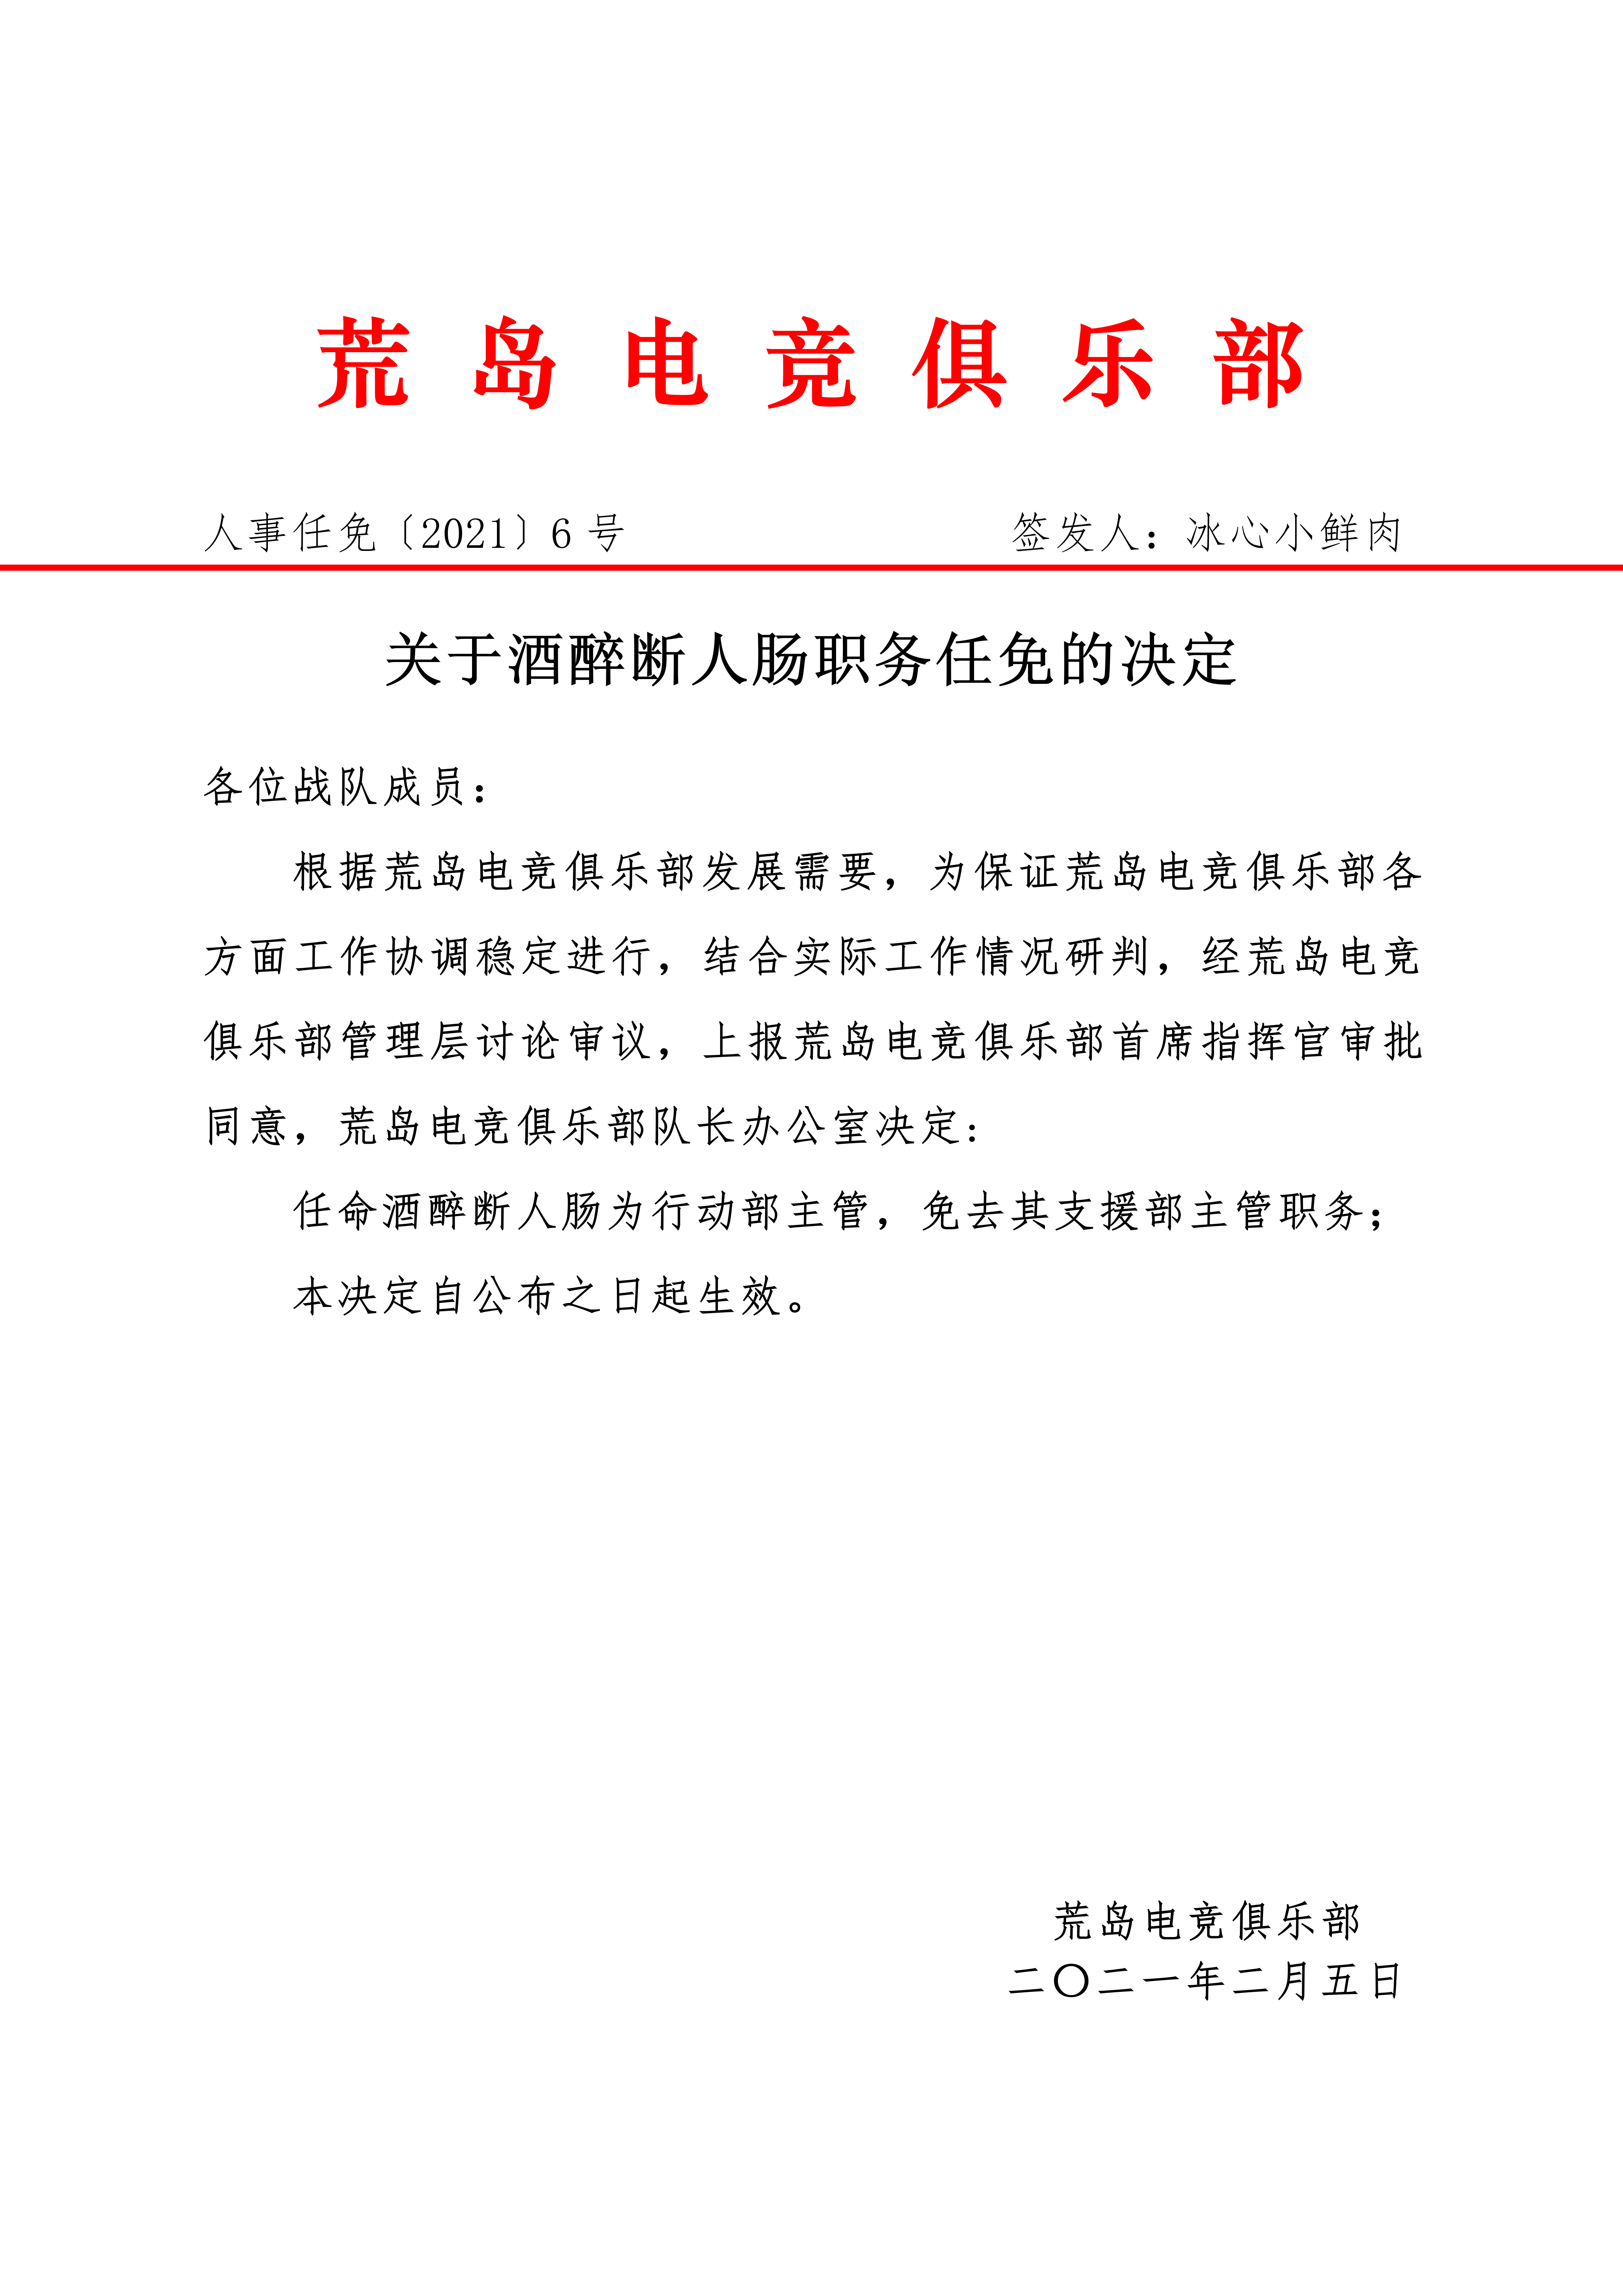 荒岛电竞俱乐部
人事任免〔2021〕6 号 签发人：冰心小鲜肉
关于酒醉断人肠职务任免的决定
各位战队成员：
根据荒岛电竞俱乐部发展需要，为保证荒岛电竞俱乐部各
方面工作协调稳定进行，结合实际工作情况研判，经荒岛电竞
俱乐部管理层讨论审议，上报荒岛电竞俱乐部首席指挥官审批
同意，荒岛电竞俱乐部队长办公室决定：
任命酒醉断人肠为行动部主管，免去其支援部主管职务；
本决定自公布之日起生效。
荒岛电竞俱乐部
二〇二一年二月五日